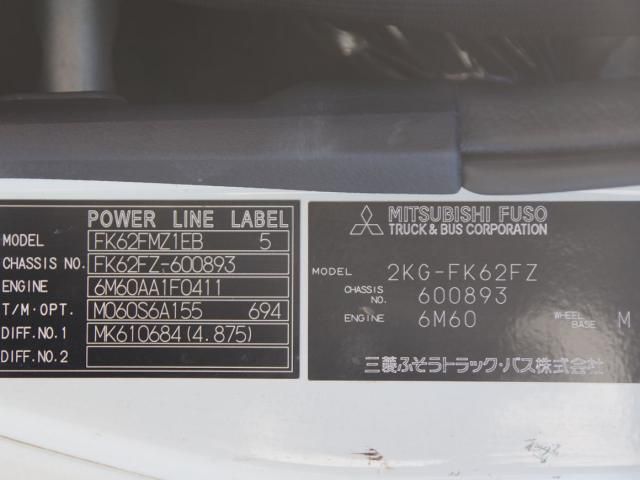 POWER LINE LABEL
MODEL FK62FMZ1EB 5
CHASSIS NO. FK62FZ-600893
ENGINE 6M60AA1F0411
T/M·OPT. M060S6A155 694
DIFF.NO.1 MK610684(4.875)
DIFF.NO.2
MITSUBISHI FUSO
TRUCK & BUS CORPORATION
MODEL 2KG-FK62FZ
CHASSIS NO. 600893
ENGINE 6M60 WHEEL BASE M
三菱ふそうトラック・バス株式会社